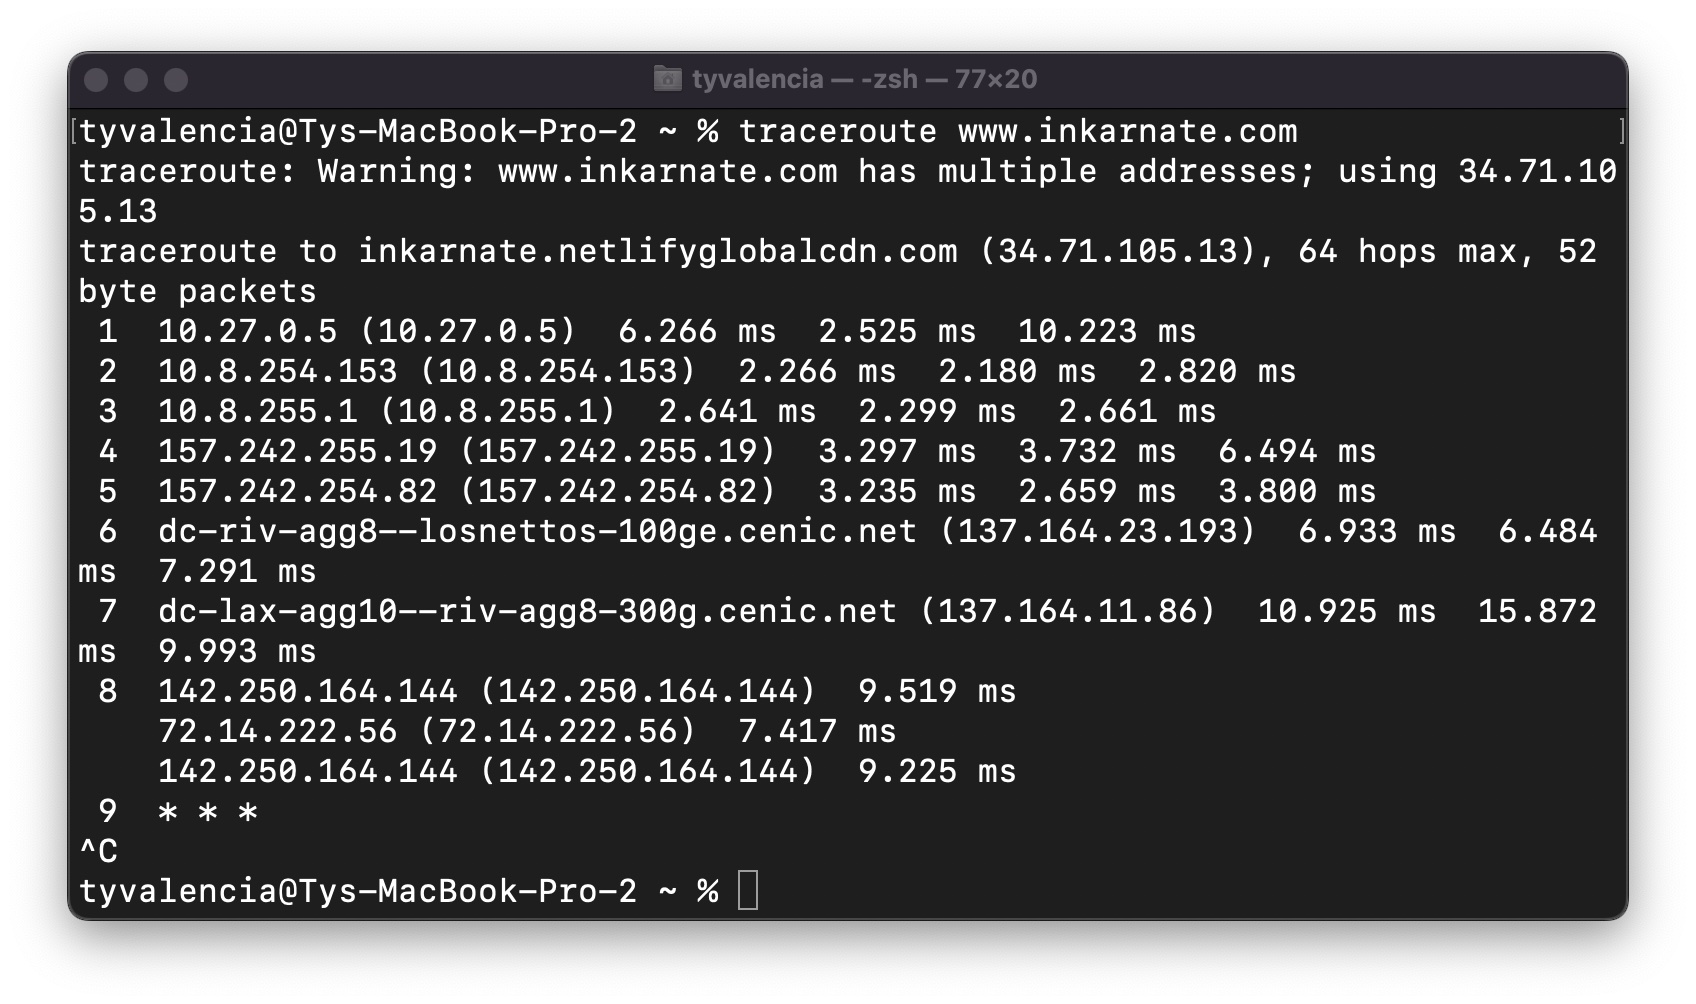 tyvalencia — -zsh — 77×20
[tyvalencia@Tys-MacBook-Pro-2 ~ % traceroute www.inkarnate.com ]
traceroute: Warning: www.inkarnate.com has multiple addresses; using 34.71.10
5.13
traceroute to inkarnate.netlifyglobalcdn.com (34.71.105.13), 64 hops max, 52
byte packets
 1  10.27.0.5 (10.27.0.5)  6.266 ms  2.525 ms  10.223 ms
 2  10.8.254.153 (10.8.254.153)  2.266 ms  2.180 ms  2.820 ms
 3  10.8.255.1 (10.8.255.1)  2.641 ms  2.299 ms  2.661 ms
 4  157.242.255.19 (157.242.255.19)  3.297 ms  3.732 ms  6.494 ms
 5  157.242.254.82 (157.242.254.82)  3.235 ms  2.659 ms  3.800 ms
 6  dc-riv-agg8--losnettos-100ge.cenic.net (137.164.23.193)  6.933 ms  6.484
ms  7.291 ms
 7  dc-lax-agg10--riv-agg8-300g.cenic.net (137.164.11.86)  10.925 ms  15.872
ms  9.993 ms
 8  142.250.164.144 (142.250.164.144)  9.519 ms
    72.14.222.56 (72.14.222.56)  7.417 ms
    142.250.164.144 (142.250.164.144)  9.225 ms
 9  * * *
^C
tyvalencia@Tys-MacBook-Pro-2 ~ %